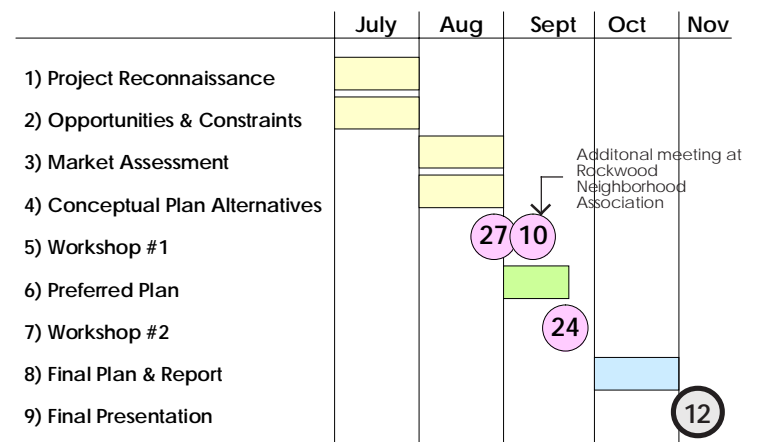 July Aug Sept Oct Nov
1) Project Reconnaissance
2) Opportunities & Constraints
3) Market Assessment
Additonal meeting at
Rockwood
Neighborhood
Association
4) Conceptual Plan Alternatives
5) Workshop #1
27 10
6) Preferred Plan
7) Workshop #2
24
8) Final Plan & Report
9) Final Presentation
12